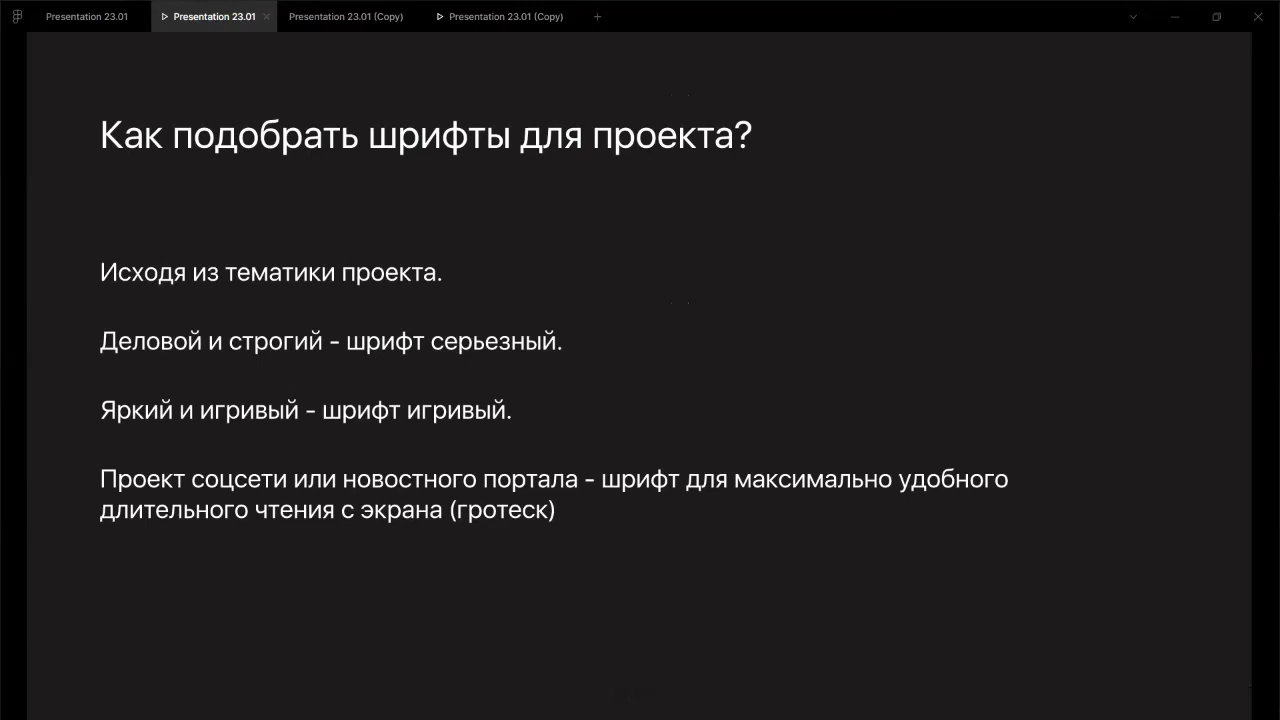 Presentation 23.01
Presentation 23.01
Presentation 23.01 (Copy)
Presentation 23.01 (Copy)
Как подобрать шрифты для проекта?
Исходя из тематики проекта.
Деловой и строгий - шрифт серьезный.
Яркий и игривый - шрифт игривый.
Проект соцсети или новостного портала - шрифт для максимально удобного
длительного чтения с экрана (гротеск)